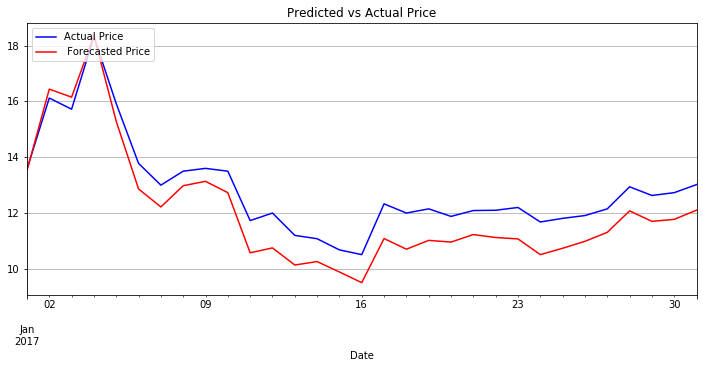 Predicted vs Actual Price
Actual Price
Forecasted Price
18
16
14
12
10
02 09 16 23 30
Jan
2017
Date